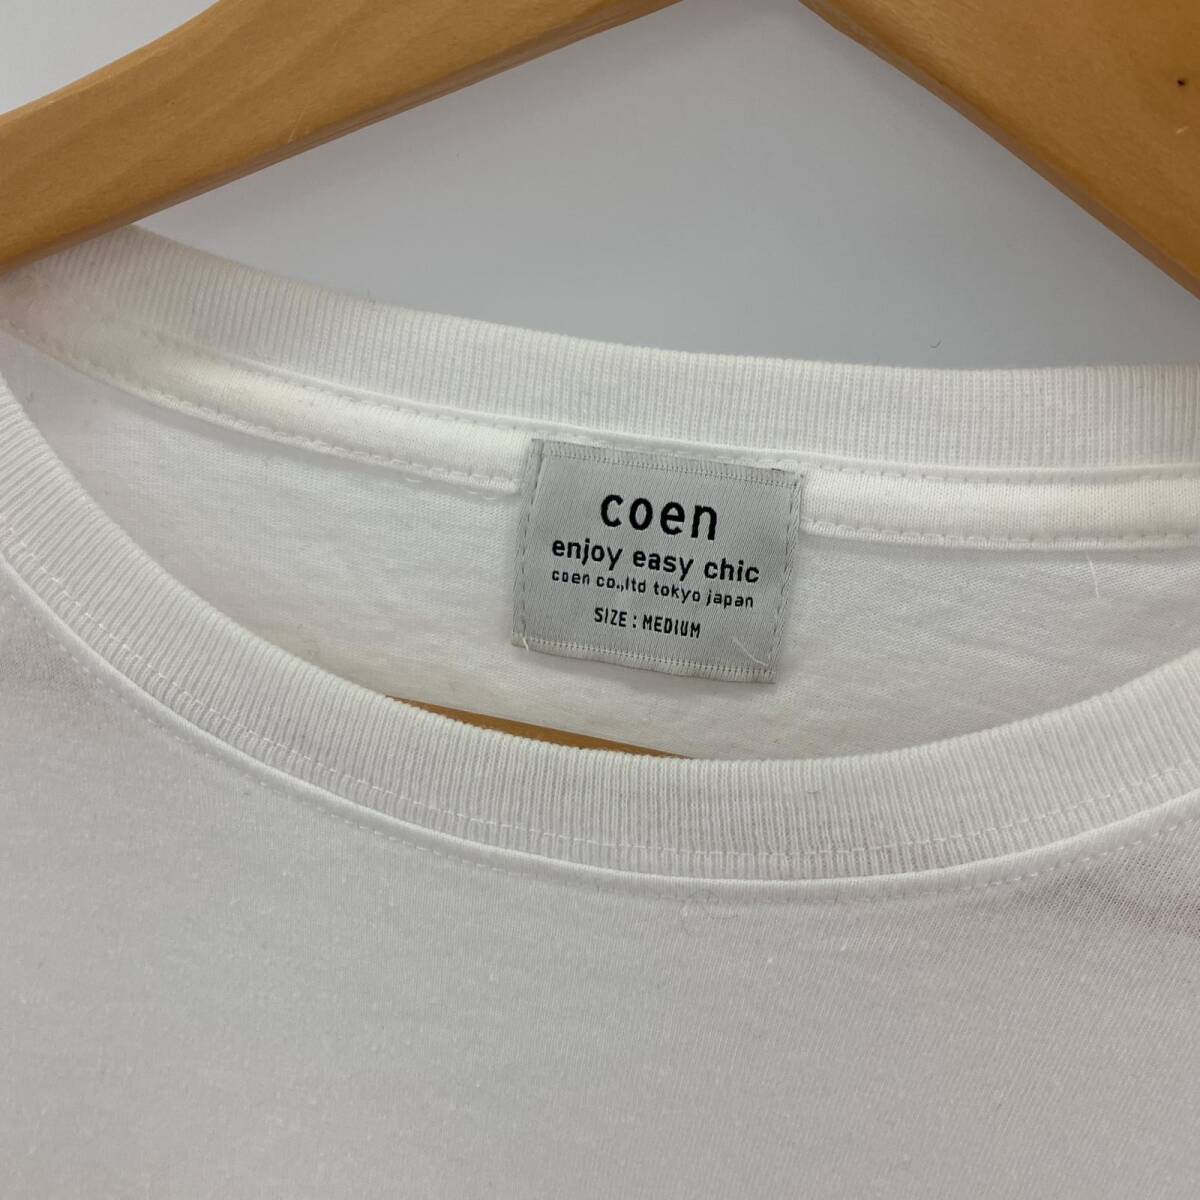 coen
enjoy easy chic
coen co.,ltd tokyo japan
SIZE : MEDIUM